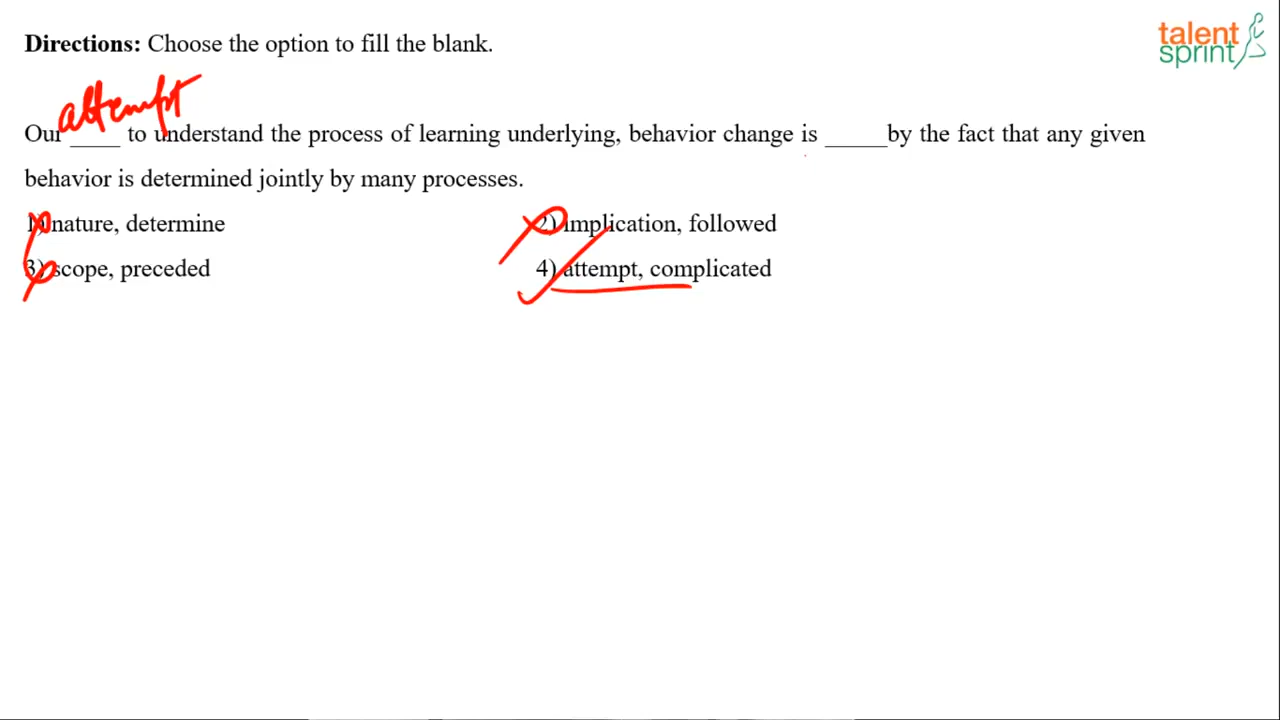 Directions: Choose the option to fill the blank.
talent
sprint
attempt
Our ____ to understand the process of learning underlying, behavior change is _____by the fact that any given
behavior is determined jointly by many processes.
1) nature, determine 2) implication, followed
3) scope, preceded 4) attempt, complicated